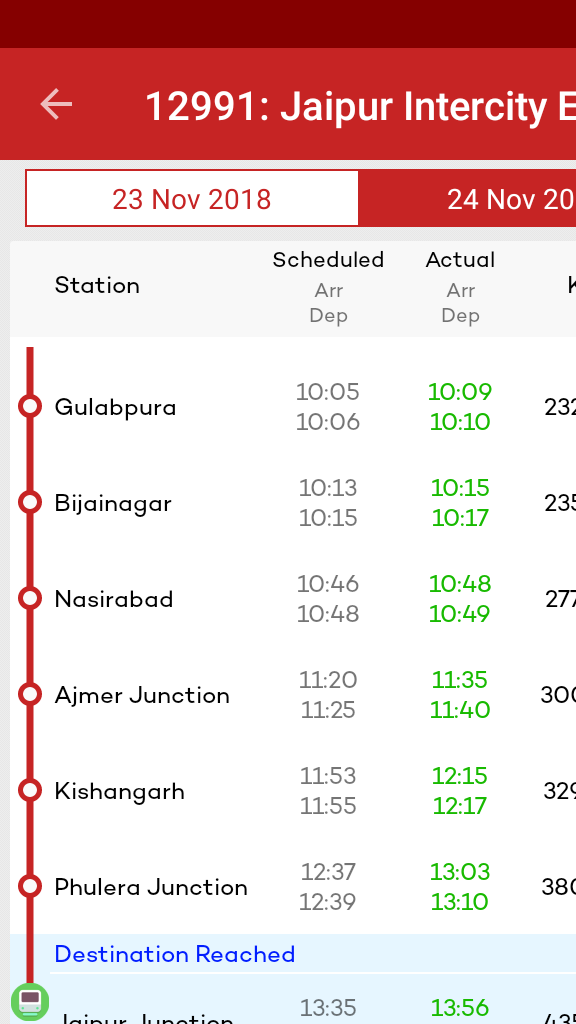 12991: Jaipur Intercity E
23 Nov 2018 24 Nov 20
Station Scheduled Arr Dep Actual Arr Dep
Gulabpura 10:05 10:09 232
10:06 10:10
Bijainagar 10:13 10:15 235
10:15 10:17
Nasirabad 10:46 10:48 277
10:48 10:49
Ajmer Junction 11:20 11:35 300
11:25 11:40
Kishangarh 11:53 12:15 329
11:55 12:17
Phulera Junction 12:37 13:03 380
12:39 13:10
Destination Reached
Jaipur Junction 13:35 13:56 435